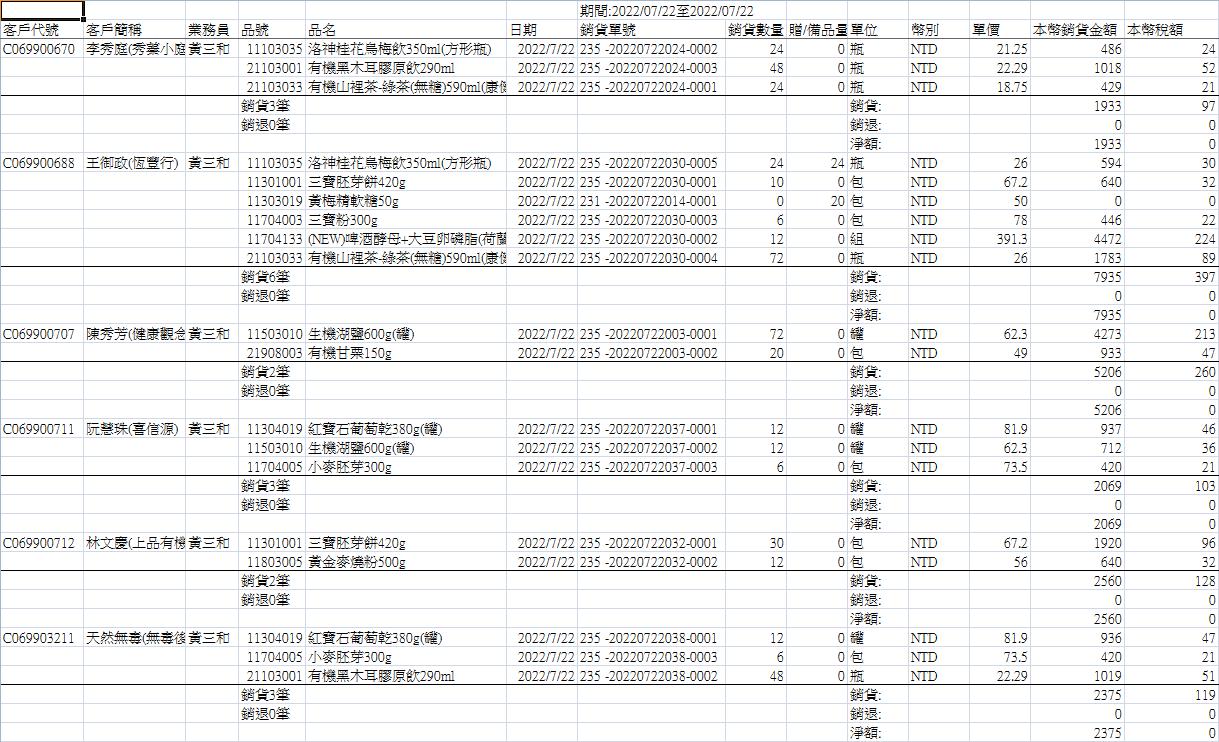 期間:2022/07/22至2022/07/22
客戶代號 客戶簡稱 業務員 品號 品名 日期 銷貨單號 銷貨數量 贈/備品量 單位 幣別 單價 本幣銷貨金額 本幣稅額
C069900670 李秀庭(秀蓁小庭 黃三和 11103035 洛神桂花烏梅飲350ml(方形瓶) 2022/7/22 235 -20220722024-0002 24 0 瓶 NTD 21.25 486 24
21103001 有機黑木耳膠原飲290ml 2022/7/22 235 -20220722024-0003 48 0 瓶 NTD 22.29 1018 52
21103033 有機山裡茶-綠茶(無糖)590ml(康健 2022/7/22 235 -20220722024-0001 24 0 瓶 NTD 18.75 429 21
銷貨3筆 銷貨: 1933 97
銷退0筆 銷退: 0 0
淨額: 1933 0
C069900688 王御政(恆豐行) 黃三和 11103035 洛神桂花烏梅飲350ml(方形瓶) 2022/7/22 235 -20220722030-0005 24 24 瓶 NTD 26 594 30
11301001 三寶胚芽餅420g 2022/7/22 235 -20220722030-0001 10 0 包 NTD 67.2 640 32
11303019 黃梅精軟糖50g 2022/7/22 231 -20220722014-0001 0 20 包 NTD 50 0 0
11704003 三寶粉300g 2022/7/22 235 -20220722030-0003 6 0 包 NTD 78 446 22
11704133 (NEW)啤酒酵母+大豆卵磷脂(荷蘭 2022/7/22 235 -20220722030-0002 12 0 組 NTD 391.3 4472 224
21103033 有機山裡茶-綠茶(無糖)590ml(康健 2022/7/22 235 -20220722030-0004 72 0 瓶 NTD 26 1783 89
銷貨6筆 銷貨: 7935 397
銷退0筆 銷退: 0 0
淨額: 7935 0
C069900707 陳秀芳(健康觀念 黃三和 11503010 生機湖鹽600g(罐) 2022/7/22 235 -20220722003-0001 72 0 罐 NTD 62.3 4273 213
21908003 有機甘栗150g 2022/7/22 235 -20220722003-0002 20 0 包 NTD 49 933 47
銷貨2筆 銷貨: 5206 260
銷退0筆 銷退: 0 0
淨額: 5206 0
C069900711 阮慧珠(喜信源) 黃三和 11304019 紅寶石葡萄乾380g(罐) 2022/7/22 235 -20220722037-0001 12 0 罐 NTD 81.9 937 46
11503010 生機湖鹽600g(罐) 2022/7/22 235 -20220722037-0002 12 0 罐 NTD 62.3 712 36
11704005 小麥胚芽300g 2022/7/22 235 -20220722037-0003 6 0 包 NTD 73.5 420 21
銷貨3筆 銷貨: 2069 103
銷退0筆 銷退: 0 0
淨額: 2069 0
C069900712 林文慶(上品有機 黃三和 11301001 三寶胚芽餅420g 2022/7/22 235 -20220722032-0001 30 0 包 NTD 67.2 1920 96
11803005 黃金麥燒粉500g 2022/7/22 235 -20220722032-0002 12 0 包 NTD 56 640 32
銷貨2筆 銷貨: 2560 128
銷退0筆 銷退: 0 0
淨額: 2560 0
C069903211 天然無毒(無毒後 黃三和 11304019 紅寶石葡萄乾380g(罐) 2022/7/22 235 -20220722038-0001 12 0 罐 NTD 81.9 936 47
11704005 小麥胚芽300g 2022/7/22 235 -20220722038-0003 6 0 包 NTD 73.5 420 21
21103001 有機黑木耳膠原飲290ml 2022/7/22 235 -20220722038-0002 48 0 瓶 NTD 22.29 1019 51
銷貨3筆 銷貨: 2375 119
銷退0筆 銷退: 0 0
淨額: 2375 0